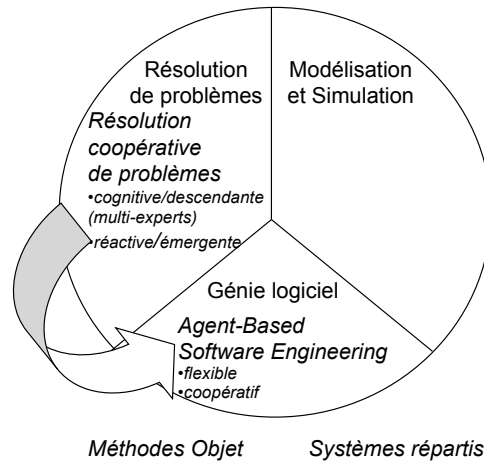 Résolution
de problèmes
Résolution
coopérative
de problèmes
•cognitive/descendante
(multi-experts)
•réactive/émergente
Modélisation
et Simulation
Génie logiciel
Agent-Based
Software Engineering
•flexible
•coopératif
Méthodes Objet
Systèmes répartis